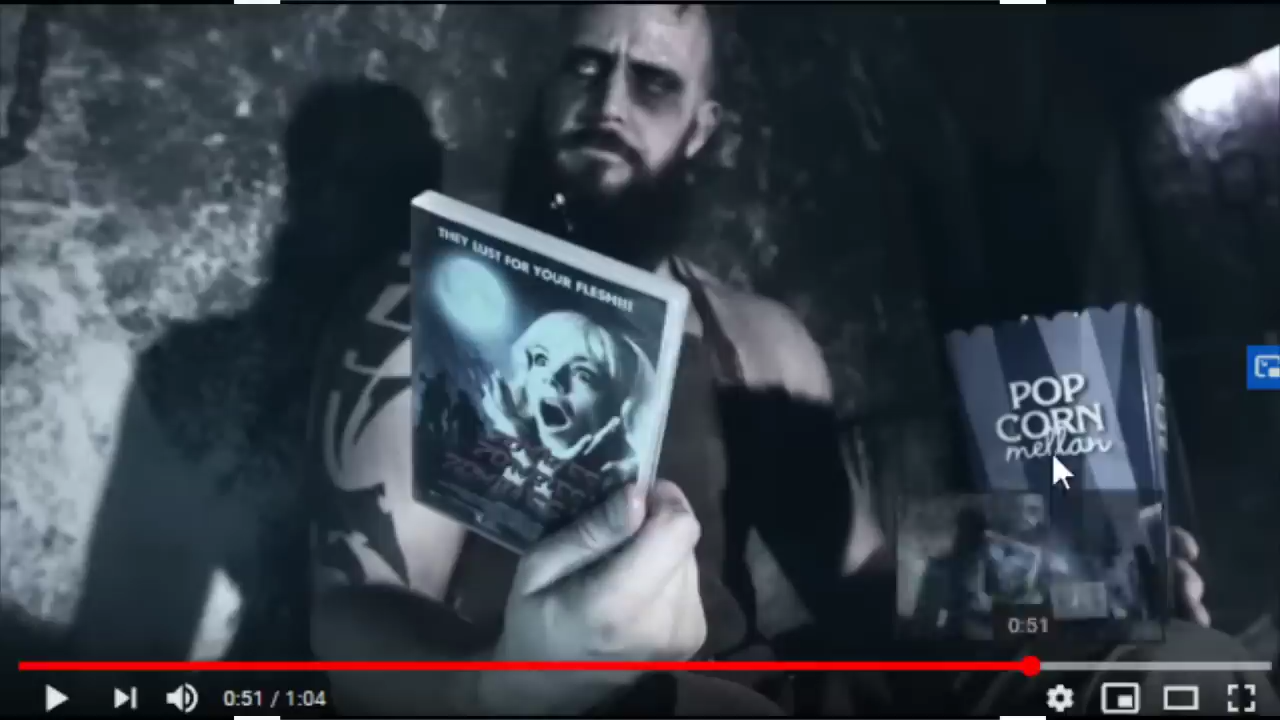 THEY LUST FOR YOUR FLESH!!!
POP
CORN
mellan
0:51
0:51 / 1:04